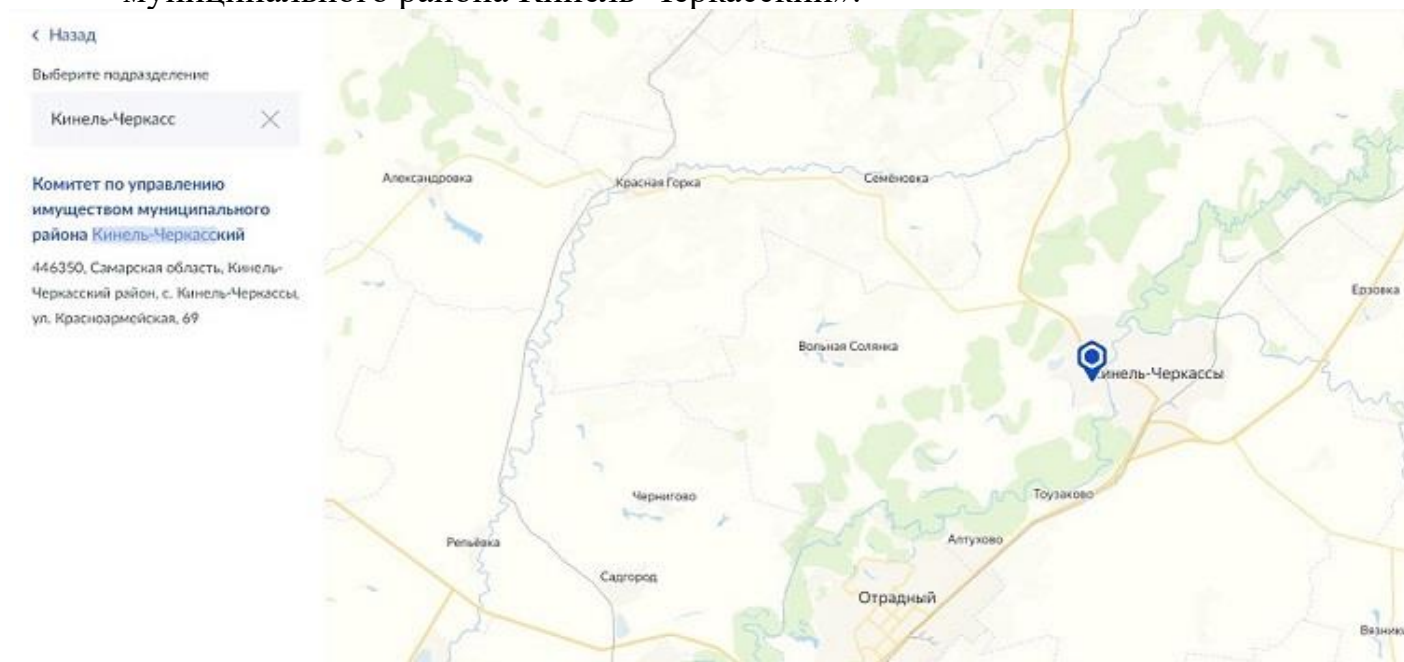 муниципального района Кинель-Черкасский».
Назад
Выберите подразделение
Кинель-Черкасс
Комитет по управлению
имуществом муниципального
района Кинель-Черкасский
446350, Самарская область, Кинель-
Черкасский район, с. Кинель-Черкассы,
ул. Красноармейская, 69
Александровка
Красная Горка
Семёновка
Ерзовка
Вольная Солянка
Кинель-Черкассы
Чернигово
Тоузаково
Репьёвка
Алтухово
Садгород
Отрадный